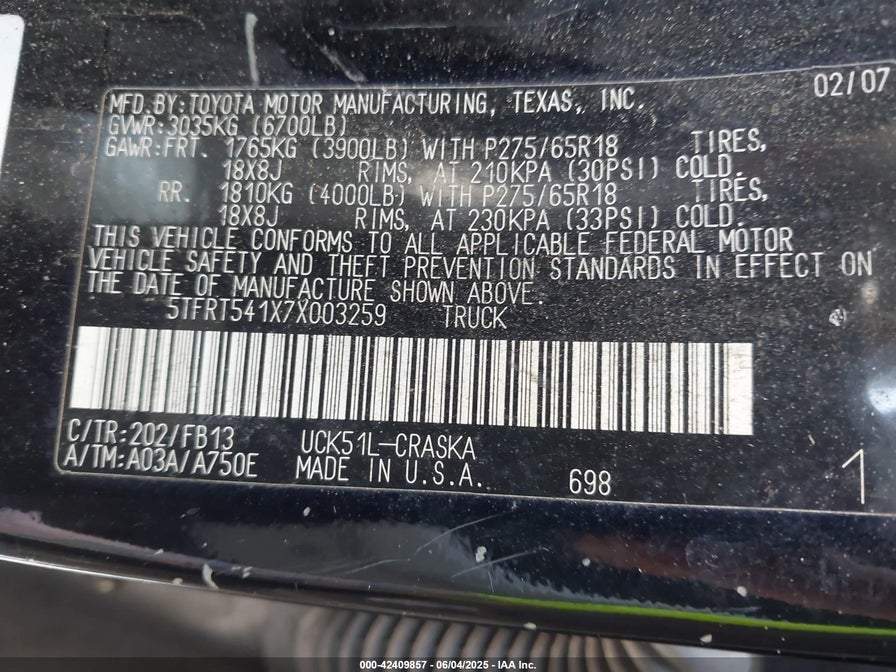 02/07
MFD.BY:TOYOTA MOTOR MANUFACTURING, TEXAS, INC.
GVWR:3035KG (6700LB)
GAWR:FRT. 1765KG (3900LB) WITH P275/65R18 TIRES,
18X8J RIMS, AT 210KPA (30PSI) COLD.
RR. 1810KG (4000LB) WITH P275/65R18 TIRES,
18X8J RIMS, AT 230KPA (33PSI) COLD.
THIS VEHICLE CONFORMS TO ALL APPLICABLE FEDERAL MOTOR
VEHICLE SAFETY AND THEFT PREVENTION STANDARDS IN EFFECT ON
THE DATE OF MANUFACTURE SHOWN ABOVE.
5TFRT541X7X003259 TRUCK
C/TR:202/FB13 UCK51L-CRASKA
A/TM:A03A/A750E MADE IN U.S.A. 698 1
000-42409857 - 06/04/2025 - IAA Inc.